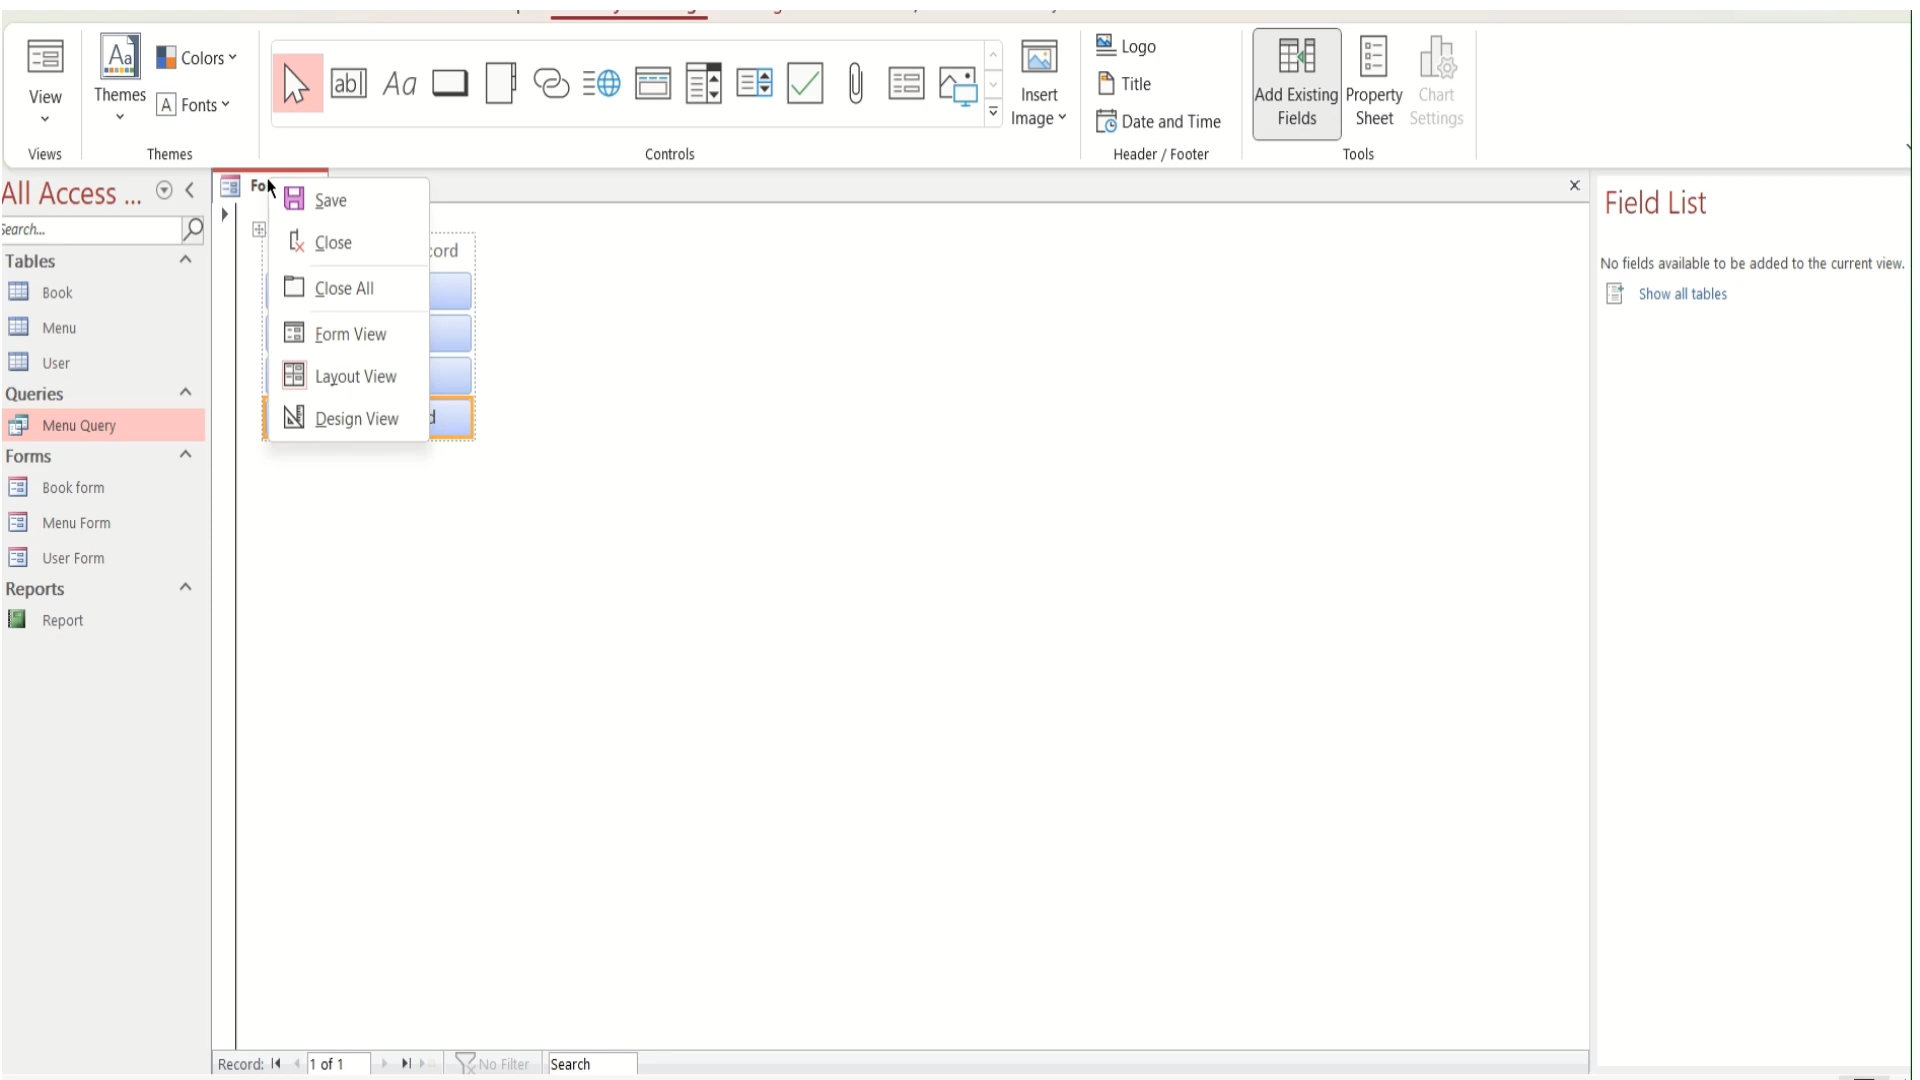 View
Views
Themes
Colors
Fonts
Themes
ab|
Aa
Controls
Insert
Image
Logo
Title
Date and Time
Header / Footer
Add Existing
Fields
Property
Sheet
Chart
Settings
Tools
All Access ...
Search...
Tables
Book
Menu
User
Queries
Menu Query
Forms
Book form
Menu Form
User Form
Reports
Report
Save
Close
Close All
Form View
Layout View
Design View
Record:
1 of 1
No Filter
Search
Field List
No fields available to be added to the current view.
Show all tables